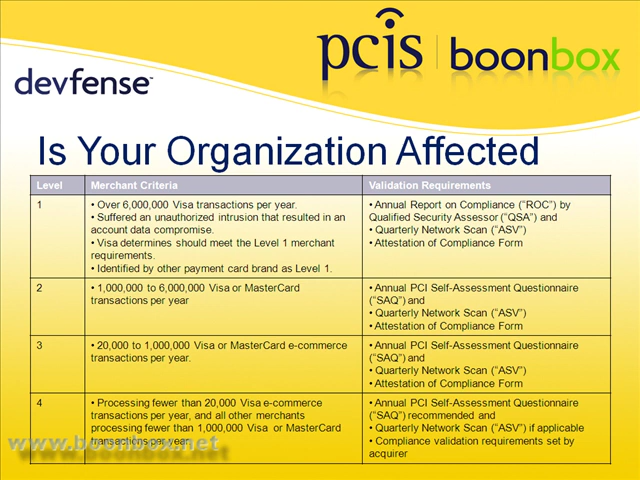 pcis | boonbox
devfense™
Is Your Organization Affected
Level Merchant Criteria Validation Requirements
1
• Over 6,000,000 Visa transactions per year.
• Suffered an unauthorized intrusion that resulted in an
account data compromise.
• Visa determines should meet the Level 1 merchant
requirements.
• Identified by other payment card brand as Level 1.
• Annual Report on Compliance ("ROC") by
Qualified Security Assessor ("QSA") and
• Quarterly Network Scan ("ASV")
• Attestation of Compliance Form
2
• 1,000,000 to 6,000,000 Visa or MasterCard
transactions per year
• Annual PCI Self-Assessment Questionnaire
("SAQ") and
• Quarterly Network Scan ("ASV")
• Attestation of Compliance Form
3
• 20,000 to 1,000,000 Visa or MasterCard e-commerce
transactions per year.
• Annual PCI Self-Assessment Questionnaire
("SAQ") and
• Quarterly Network Scan ("ASV")
• Attestation of Compliance Form
4
• Processing fewer than 20,000 Visa e-commerce
transactions per year, and all other merchants
processing fewer than 1,000,000 Visa or MasterCard
transactions per year.
• Annual PCI Self-Assessment Questionnaire
("SAQ") recommended and
• Quarterly Network Scan ("ASV") if applicable
• Compliance validation requirements set by
acquirer
www.boonbox.net